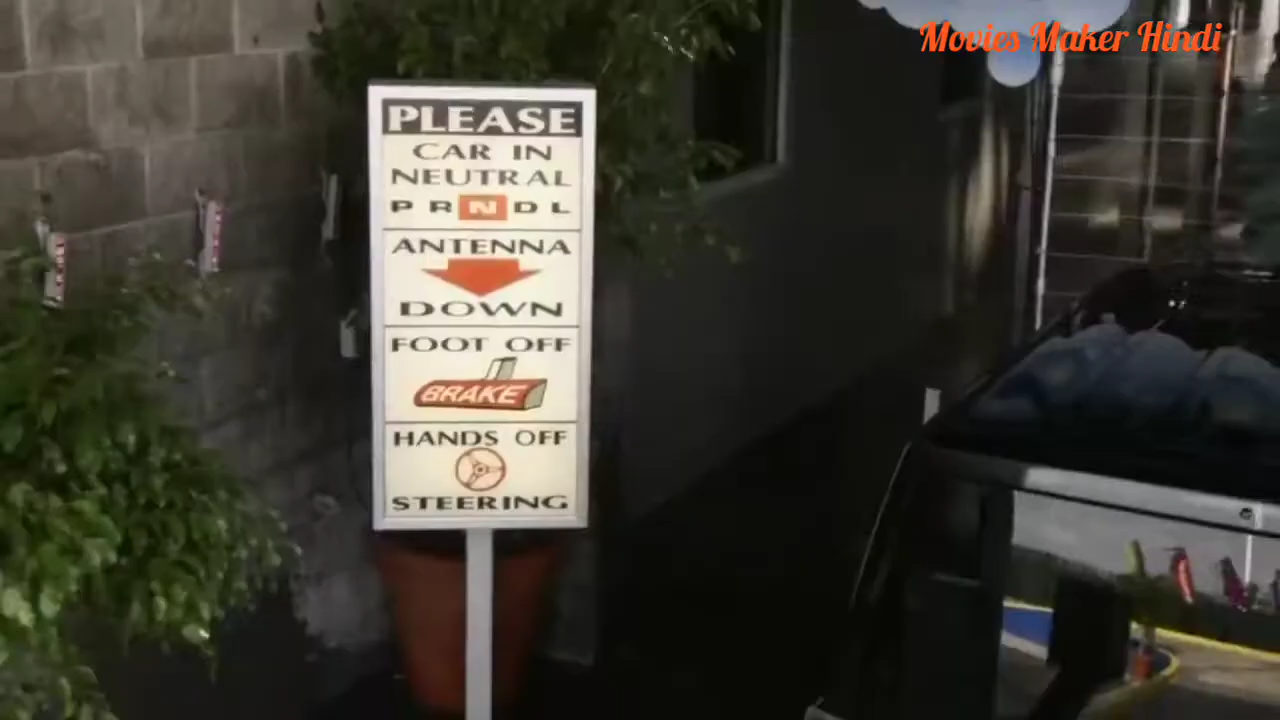 Movies Maker Hindi
PLEASE
CAR IN
NEUTRAL
P R N D L
ANTENNA
DOWN
FOOT OFF
BRAKE
HANDS OFF
STEERING